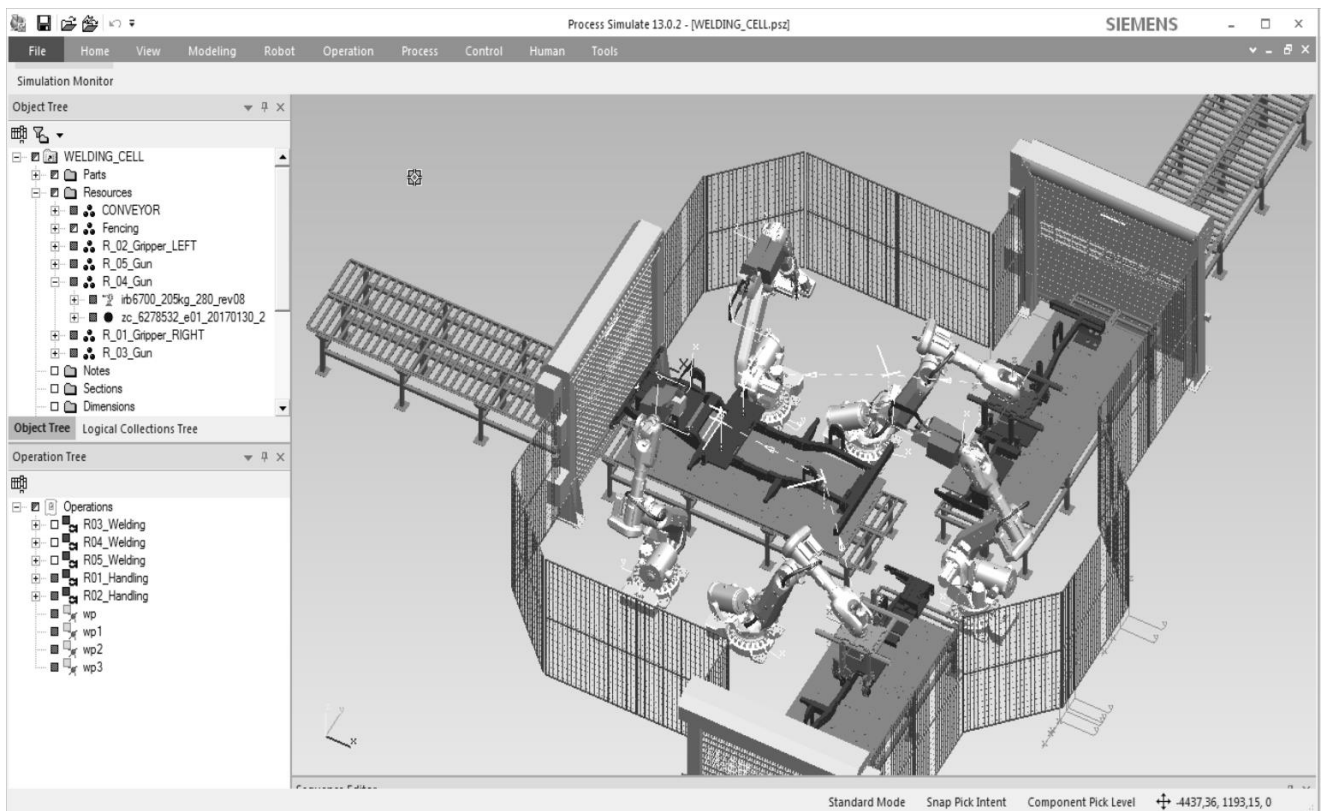 Process Simulate 13.0.2 - [WELDING_CELL.psz]
SIEMENS
File Home View Modeling Robot Operation Process Control Human Tools
Simulation Monitor
Object Tree
WELDING_CELL
Parts
Resources
CONVEYOR
Fencing
R_02_Gripper_LEFT
R_05_Gun
R_04_Gun
irb6700_205kg_280_rev08
zc_6278532_e01_20170130_2
R_01_Gripper_RIGHT
R_03_Gun
Notes
Sections
Dimensions
Object Tree Logical Collections Tree
Operation Tree
Operations
R03_Welding
R04_Welding
R05_Welding
R01_Handling
R02_Handling
wp
wp1
wp2
wp3
Sequence Editor
Standard Mode Snap Pick Intent Component Pick Level -4437,36, 1193,15, 0